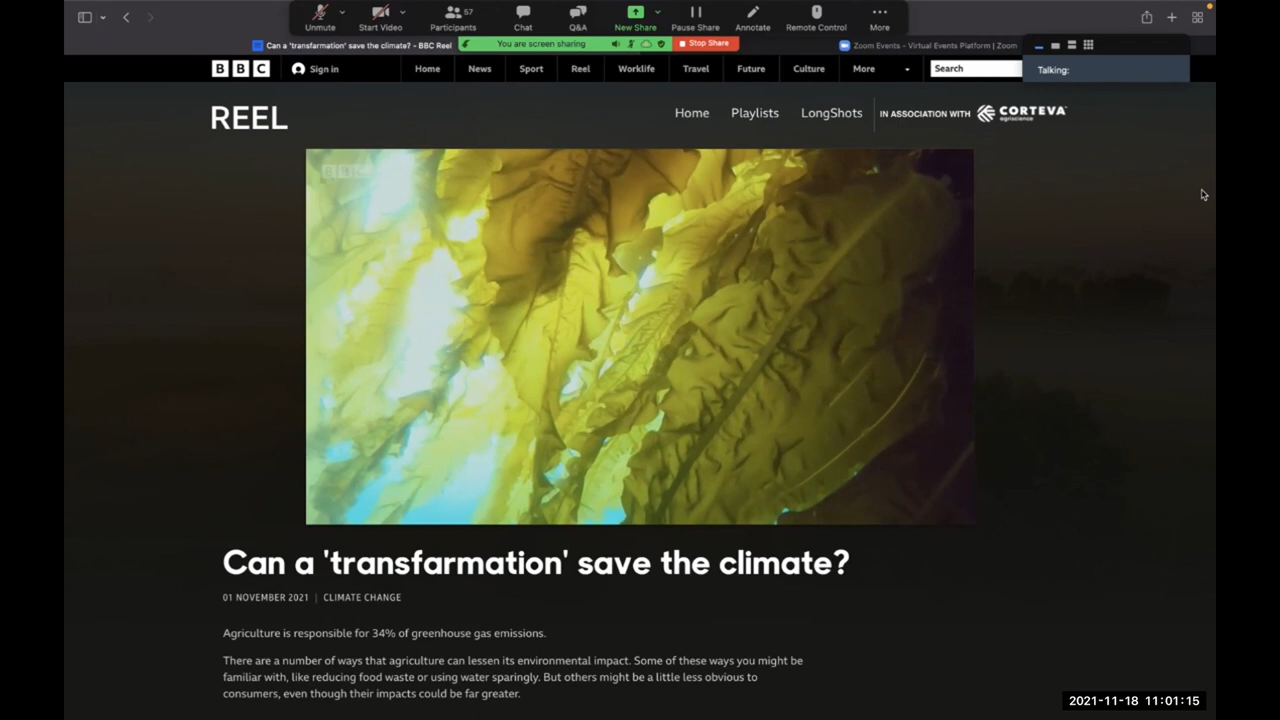 57
Unmute
Start Video
Participants
Chat
Q&A
New Share
Pause Share
Annotate
Remote Control
More
Can a 'transfarmation' save the climate? - BBC Reel
You are screen sharing
Stop Share
Zoom Events - Virtual Events Platform | Zoom
BBC
Sign in
Home
News
Sport
Reel
Worklife
Travel
Future
Culture
More
Search
Talking:
REEL
Home
Playlists
LongShots
IN ASSOCIATION WITH
CORTEVA
agriscience
BBC
Can a 'transfarmation' save the climate?
01 NOVEMBER 2021 | CLIMATE CHANGE
Agriculture is responsible for 34% of greenhouse gas emissions.
There are a number of ways that agriculture can lessen its environmental impact. Some of these ways you might be
familiar with, like reducing food waste or using water sparingly. But others might be a little less obvious to
consumers, even though their impacts could be far greater.
2021-11-18 11:01:15